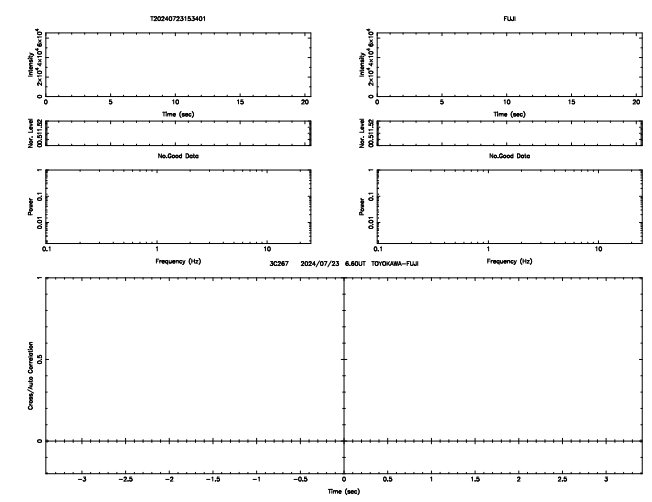 T20240723153401
FUJI
Intensity
0 2×10⁴ 4×10⁴ 6×10⁴
0 5 10 15 20
Time (sec)
Intensity
0 2×10⁴ 4×10⁴ 6×10⁴
0 5 10 15 20
Time (sec)
Nor. Level
00.511.52
Nor. Level
00.511.52
No.Good Data
No.Good Data
Power
1
0.1
0.01
0.1 1 10
Frequency (Hz)
Power
1
0.1
0.01
0.1 1 10
Frequency (Hz)
3C267 2024/07/23 6.60UT TOYOKAWA-FUJI
Cross/Auto Correlation
1
0.5
0
-3 -2.5 -2 -1.5 -1 -0.5 0 0.5 1 1.5 2 2.5 3
Time (sec)